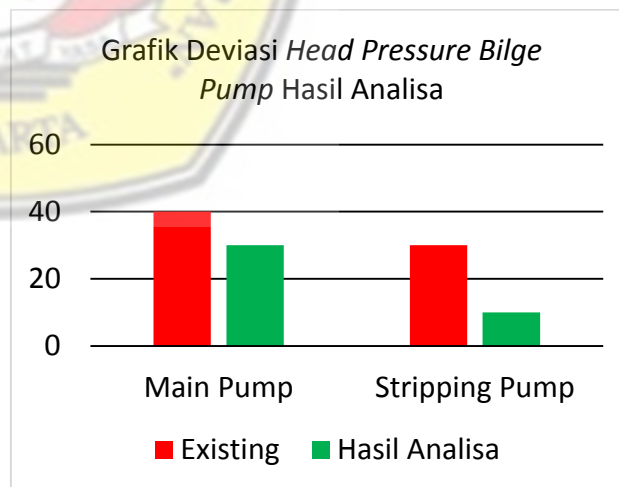 Grafik Deviasi Head Pressure Bilge
Pump Hasil Analisa
60
40
20
0
Main Pump
Stripping Pump
Existing
Hasil Analisa